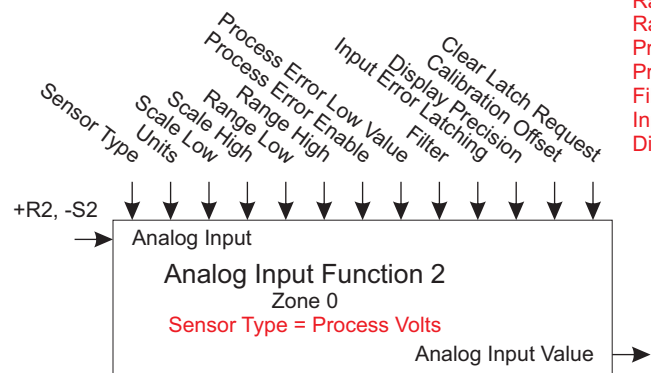 Sensor Type
Units
Scale Low
Scale High
Range Low
Range High
Process Error Enable
Process Error Low Value
Filter
Input Error Latching
Display Precision
Calibration Offset
Clear Latch Request
+R2, -S2
Analog Input
Analog Input Function 2
Zone 0
Sensor Type = Process Volts
Analog Input Value